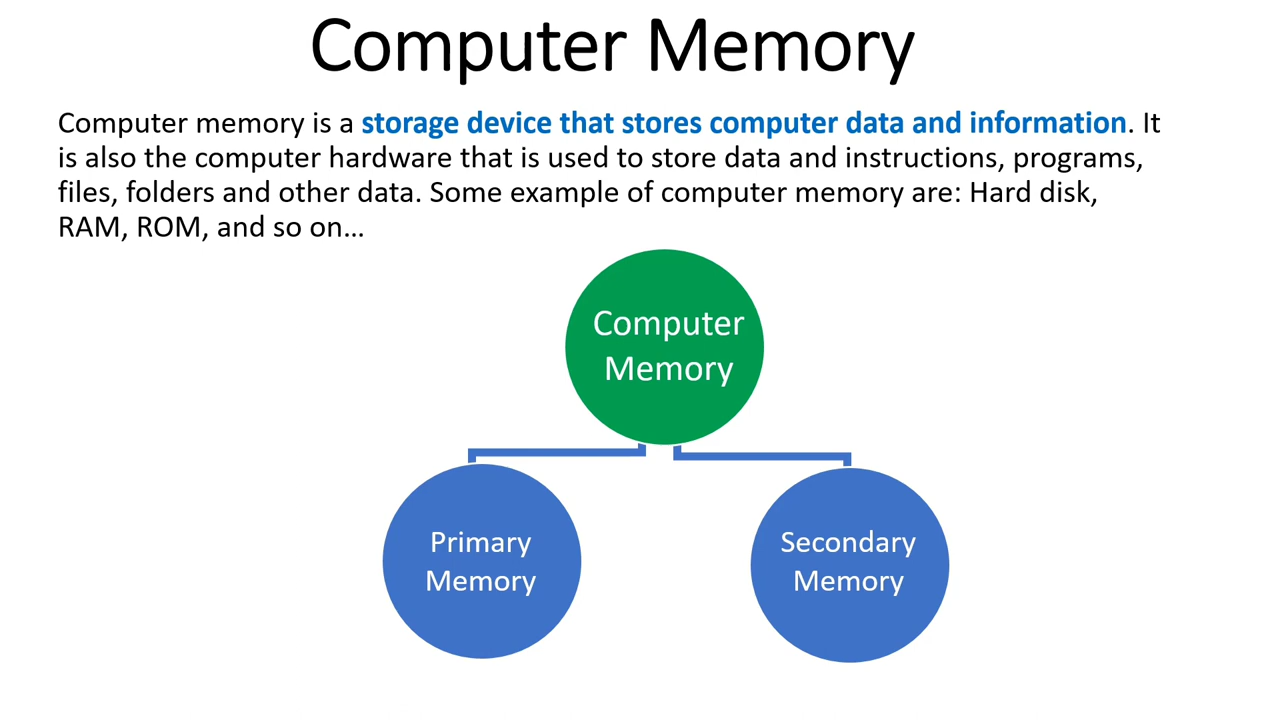 Computer Memory
Computer memory is a storage device that stores computer data and information. It
is also the computer hardware that is used to store data and instructions, programs,
files, folders and other data. Some example of computer memory are: Hard disk,
RAM, ROM, and so on…
Computer
Memory
Primary
Memory
Secondary
Memory